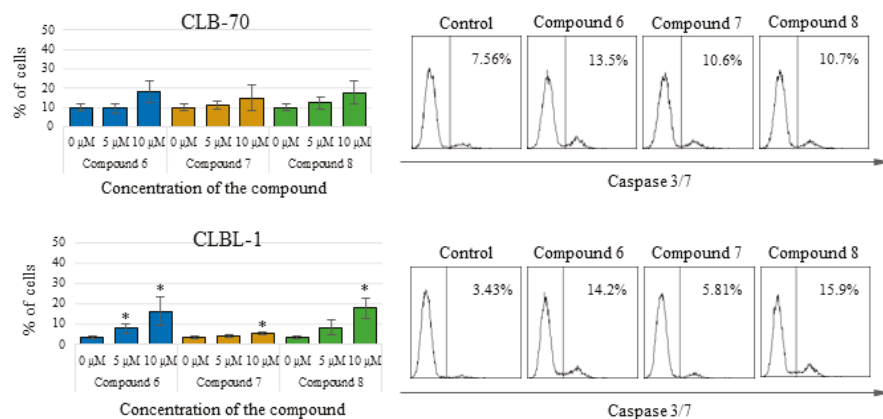 CLB-70
% of cells
50
40
30
20
10
0
0 μM 5 μM 10 μM 0 μM 5 μM 10 μM 0 μM 5 μM 10 μM
Compound 6 Compound 7 Compound 8
Concentration of the compound
Control Compound 6 Compound 7 Compound 8
7.56% 13.5% 10.6% 10.7%
Caspase 3/7
CLBL-1
% of cells
50
40
30
20
10
0
* * * *
0 μM 5 μM 10 μM 0 μM 5 μM 10 μM 0 μM 5 μM 10 μM
Compound 6 Compound 7 Compound 8
Concentration of the compound
Control Compound 6 Compound 7 Compound 8
3.43% 14.2% 5.81% 15.9%
Caspase 3/7